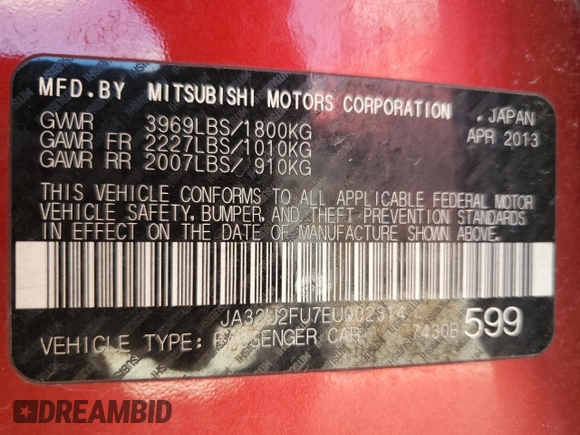 MFD.BY MITSUBISHI MOTORS CORPORATION
. JAPAN
GVWR 3969LBS/1800KG
APR 2013
GAWR FR 2227LBS/1010KG
GAWR RR 2007LBS/ 910KG
THIS VEHICLE CONFORMS TO ALL APPLICABLE FEDERAL MOTOR
VEHICLE SAFETY, BUMPER, AND THEFT PREVENTION STANDARDS
IN EFFECT ON THE DATE OF MANUFACTURE SHOWN ABOVE.
JA32U2FU7EU002314
VEHICLE TYPE: PASSENGER CAR 7430B 599
DREAMBID